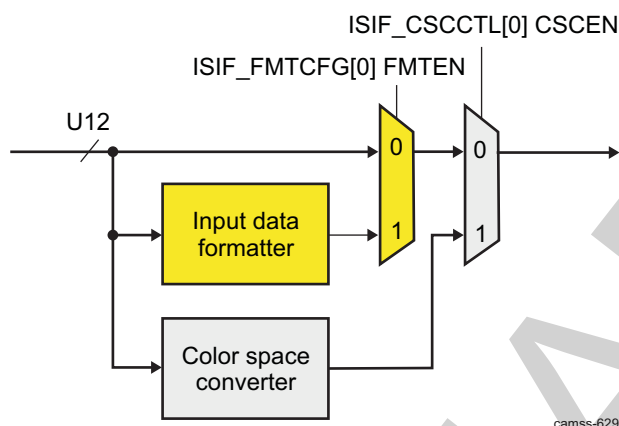 ISIF_CSCCTL[0] CSCEN
ISIF_FMTCFG[0] FMTEN
U12
0
0
Input data
formatter
1
1
Color space
converter
camss-629